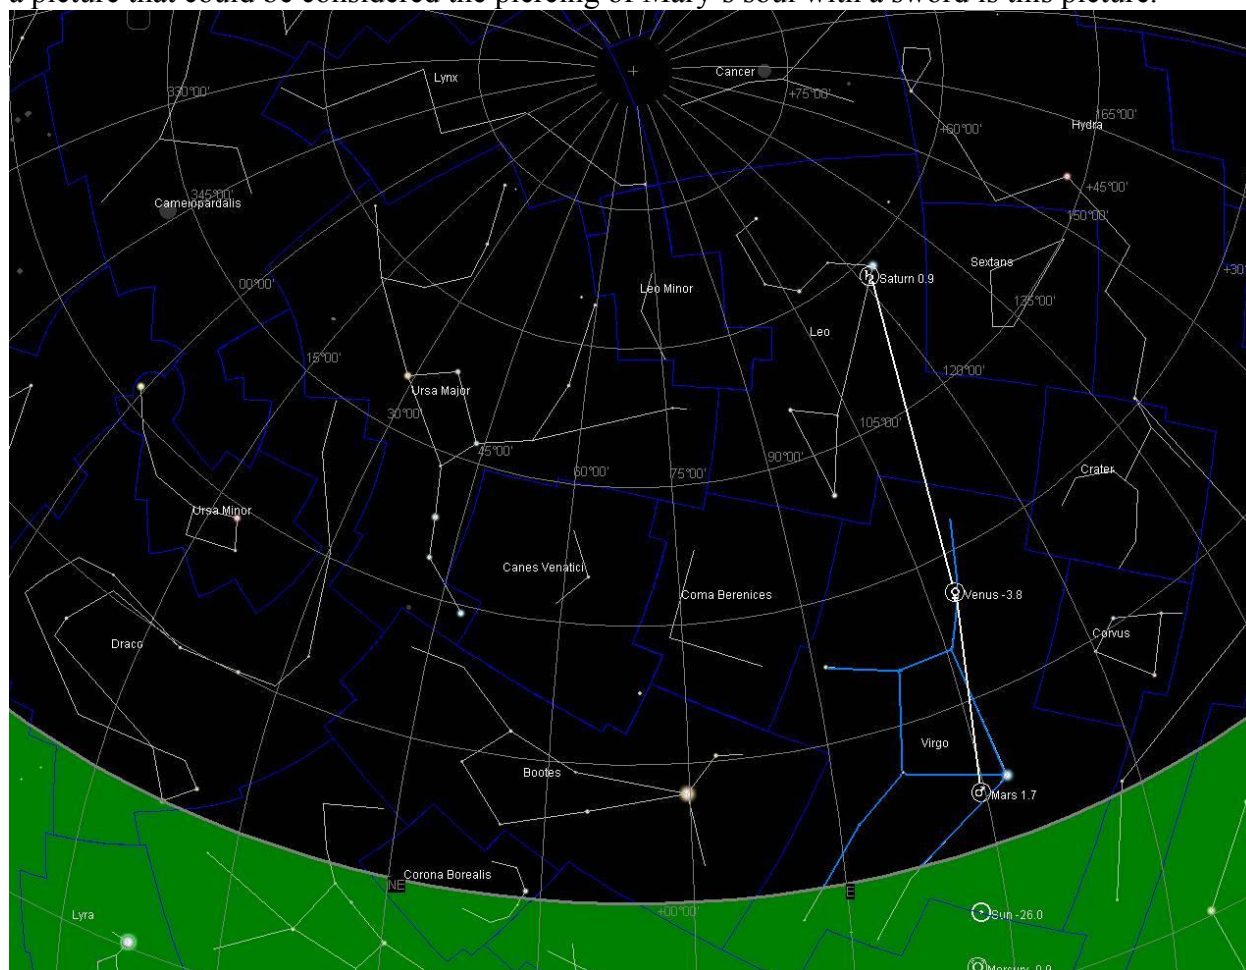 a picture that could be considered the piercing of Mary's soul with a sword is this picture.
Lynx
Cancer
+75°00'
330°00'
165°00'
Hydra
+60°00'
+45°00'
345°00'
Camelopardalis
150°00'
Sextans
+30°
00°00'
Saturn 0.9
Leo Minor
135°00'
Leo
15°00'
120°00'
Ursa Major
30°00'
105°00'
45°00'
90°00'
60°00'
75°00'
Crater
Ursa Minor
Canes Venatici
Coma Berenices
Venus -3.8
Corvus
Draco
Virgo
Bootes
Mars 1.7
Corona Borealis
NE
E
Lyra
+00°00'
Sun -26.0
Mercury -0.9